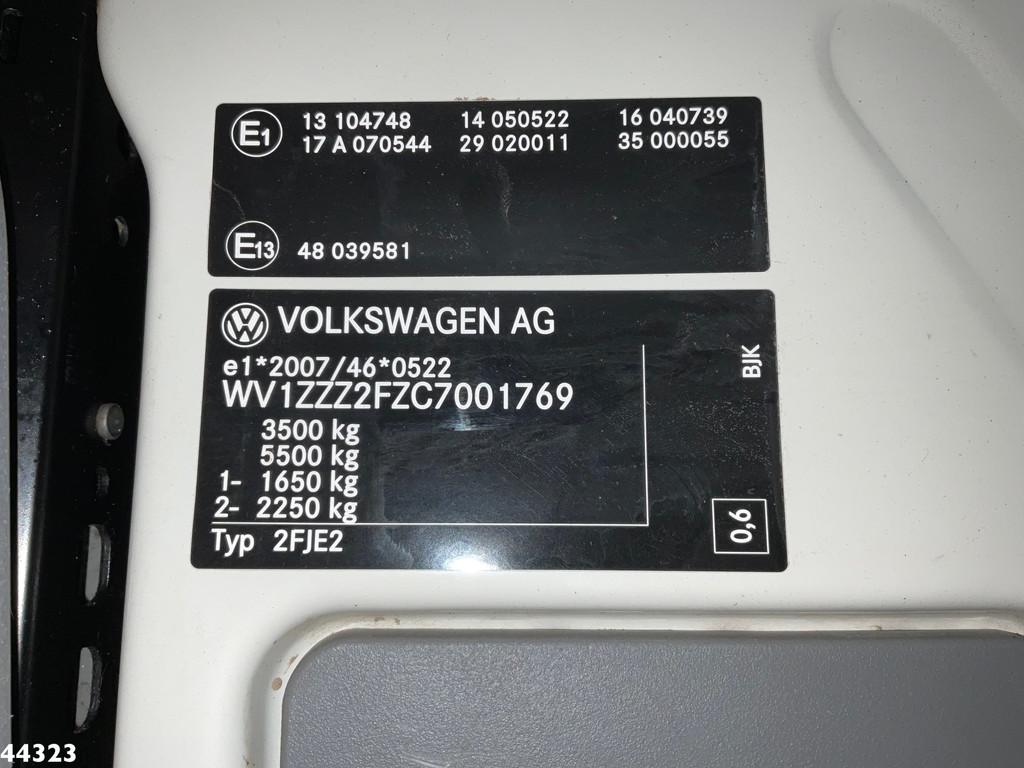 E1 13 104748 14 050522 16 040739
17 A 070544 29 020011 35 000055
E13 48 039581
VW VOLKSWAGEN AG
e1*2007/46*0522
WV1ZZZ2FZC7001769
3500 kg
5500 kg
1- 1650 kg
2- 2250 kg
Typ 2FJE2
BJK
0,6
44323